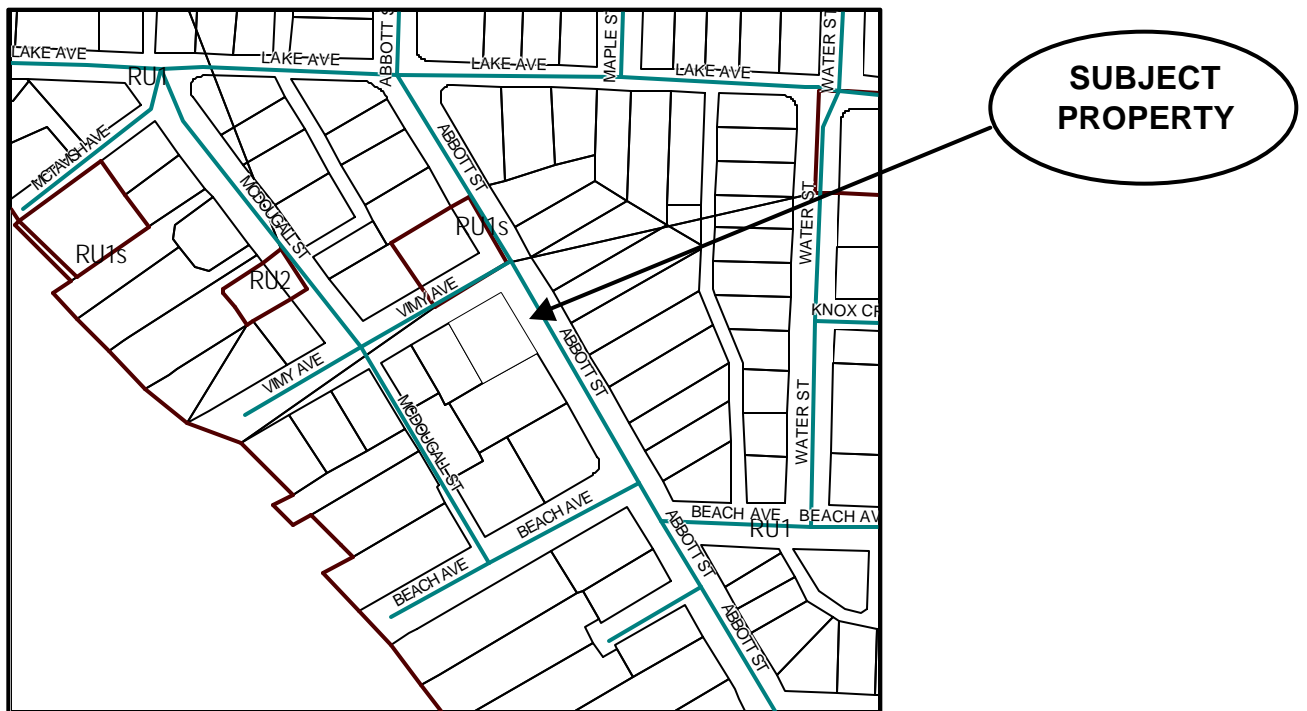 ABBOTT S
MAPLE ST
WATER ST
LAKE AVE
LAKE AVE
LAKE AVE
LAKE AVE
RU1
SUBJECT
PROPERTY
MCTAVISH AVE
ABBOTT ST
MCDOUGALL ST
WATER ST
RU1s
RU1s
RU2
VIMY AVE
KNOX CR
VIMY AVE
ABBOTT ST
MCDOUGALL ST
WATER ST
BEACH AVE
BEACH AVE
BEACH AV
RU1
ABBOTT ST
BEACH AVE
ABBOTT ST